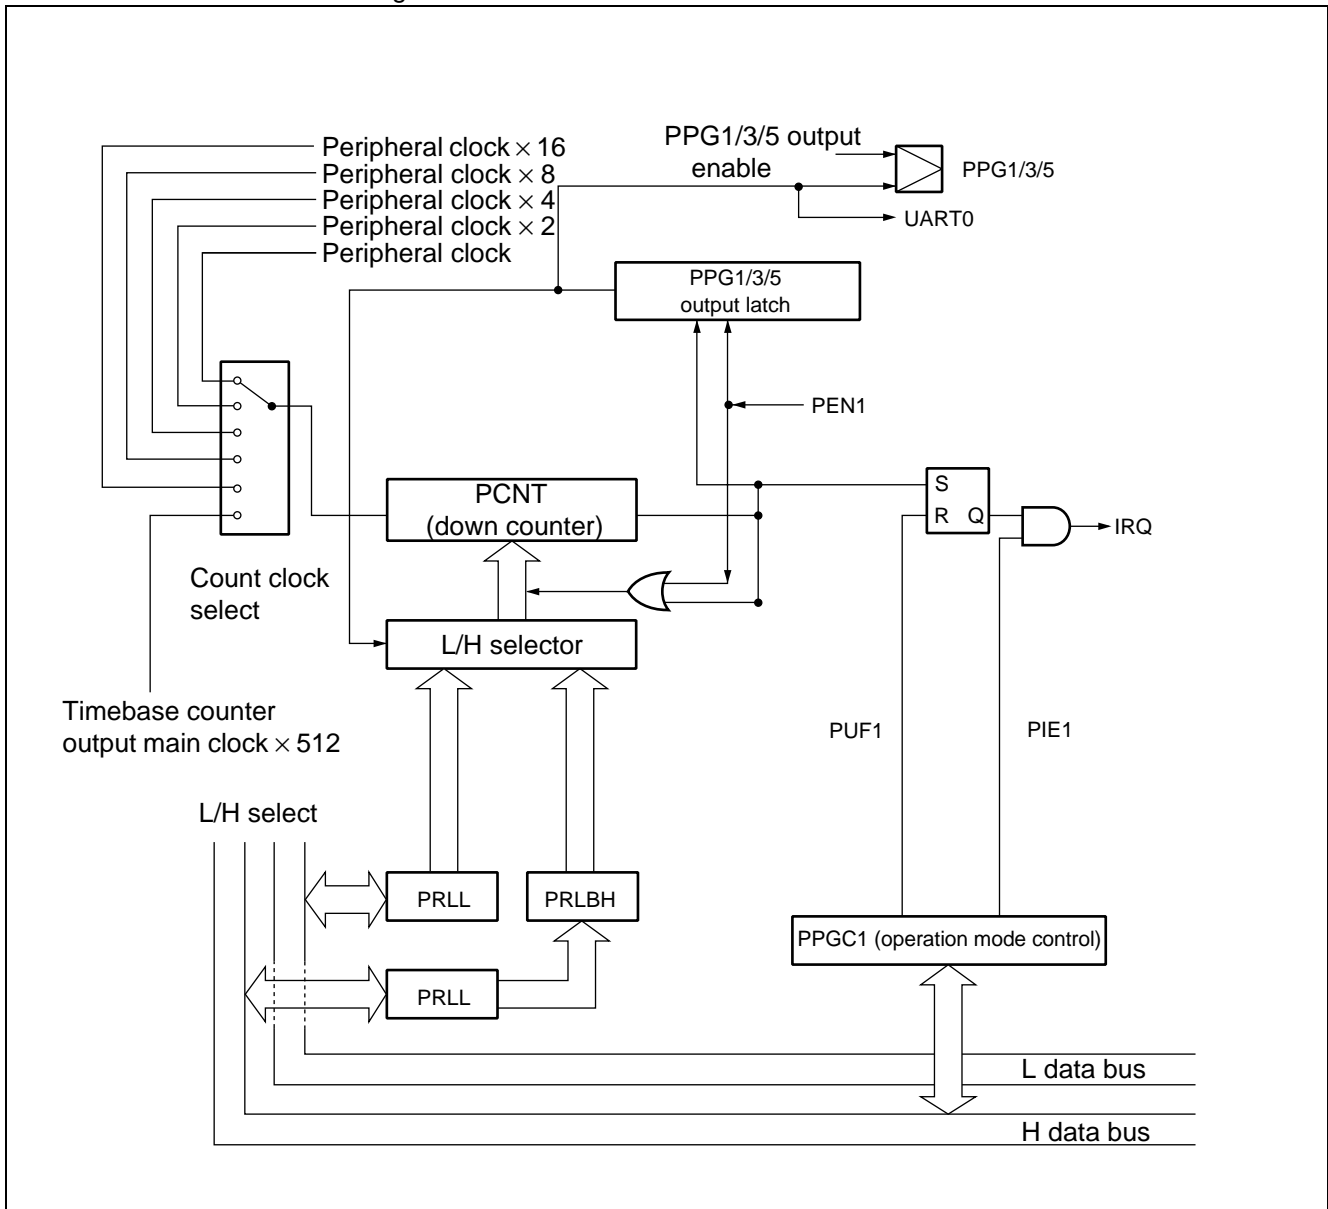 Peripheral clock × 16
Peripheral clock × 8
Peripheral clock × 4
Peripheral clock × 2
Peripheral clock
PPG1/3/5 output
enable
PPG1/3/5
UART0
PPG1/3/5
output latch
PEN1
PCNT
(down counter)
S
R Q
IRQ
Count clock
select
L/H selector
Timebase counter
output main clock × 512
PUF1
PIE1
L/H select
PRLL
PRLBH
PPGC1 (operation mode control)
PRLL
L data bus
H data bus